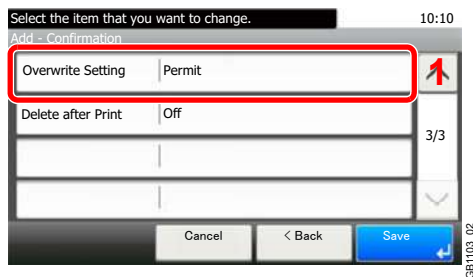 Select the item that you want to change.
10:10
Add - Confirmation
Overwrite Setting Permit
1
Delete after Print Off
3/3
Cancel < Back Save
GB1103_02